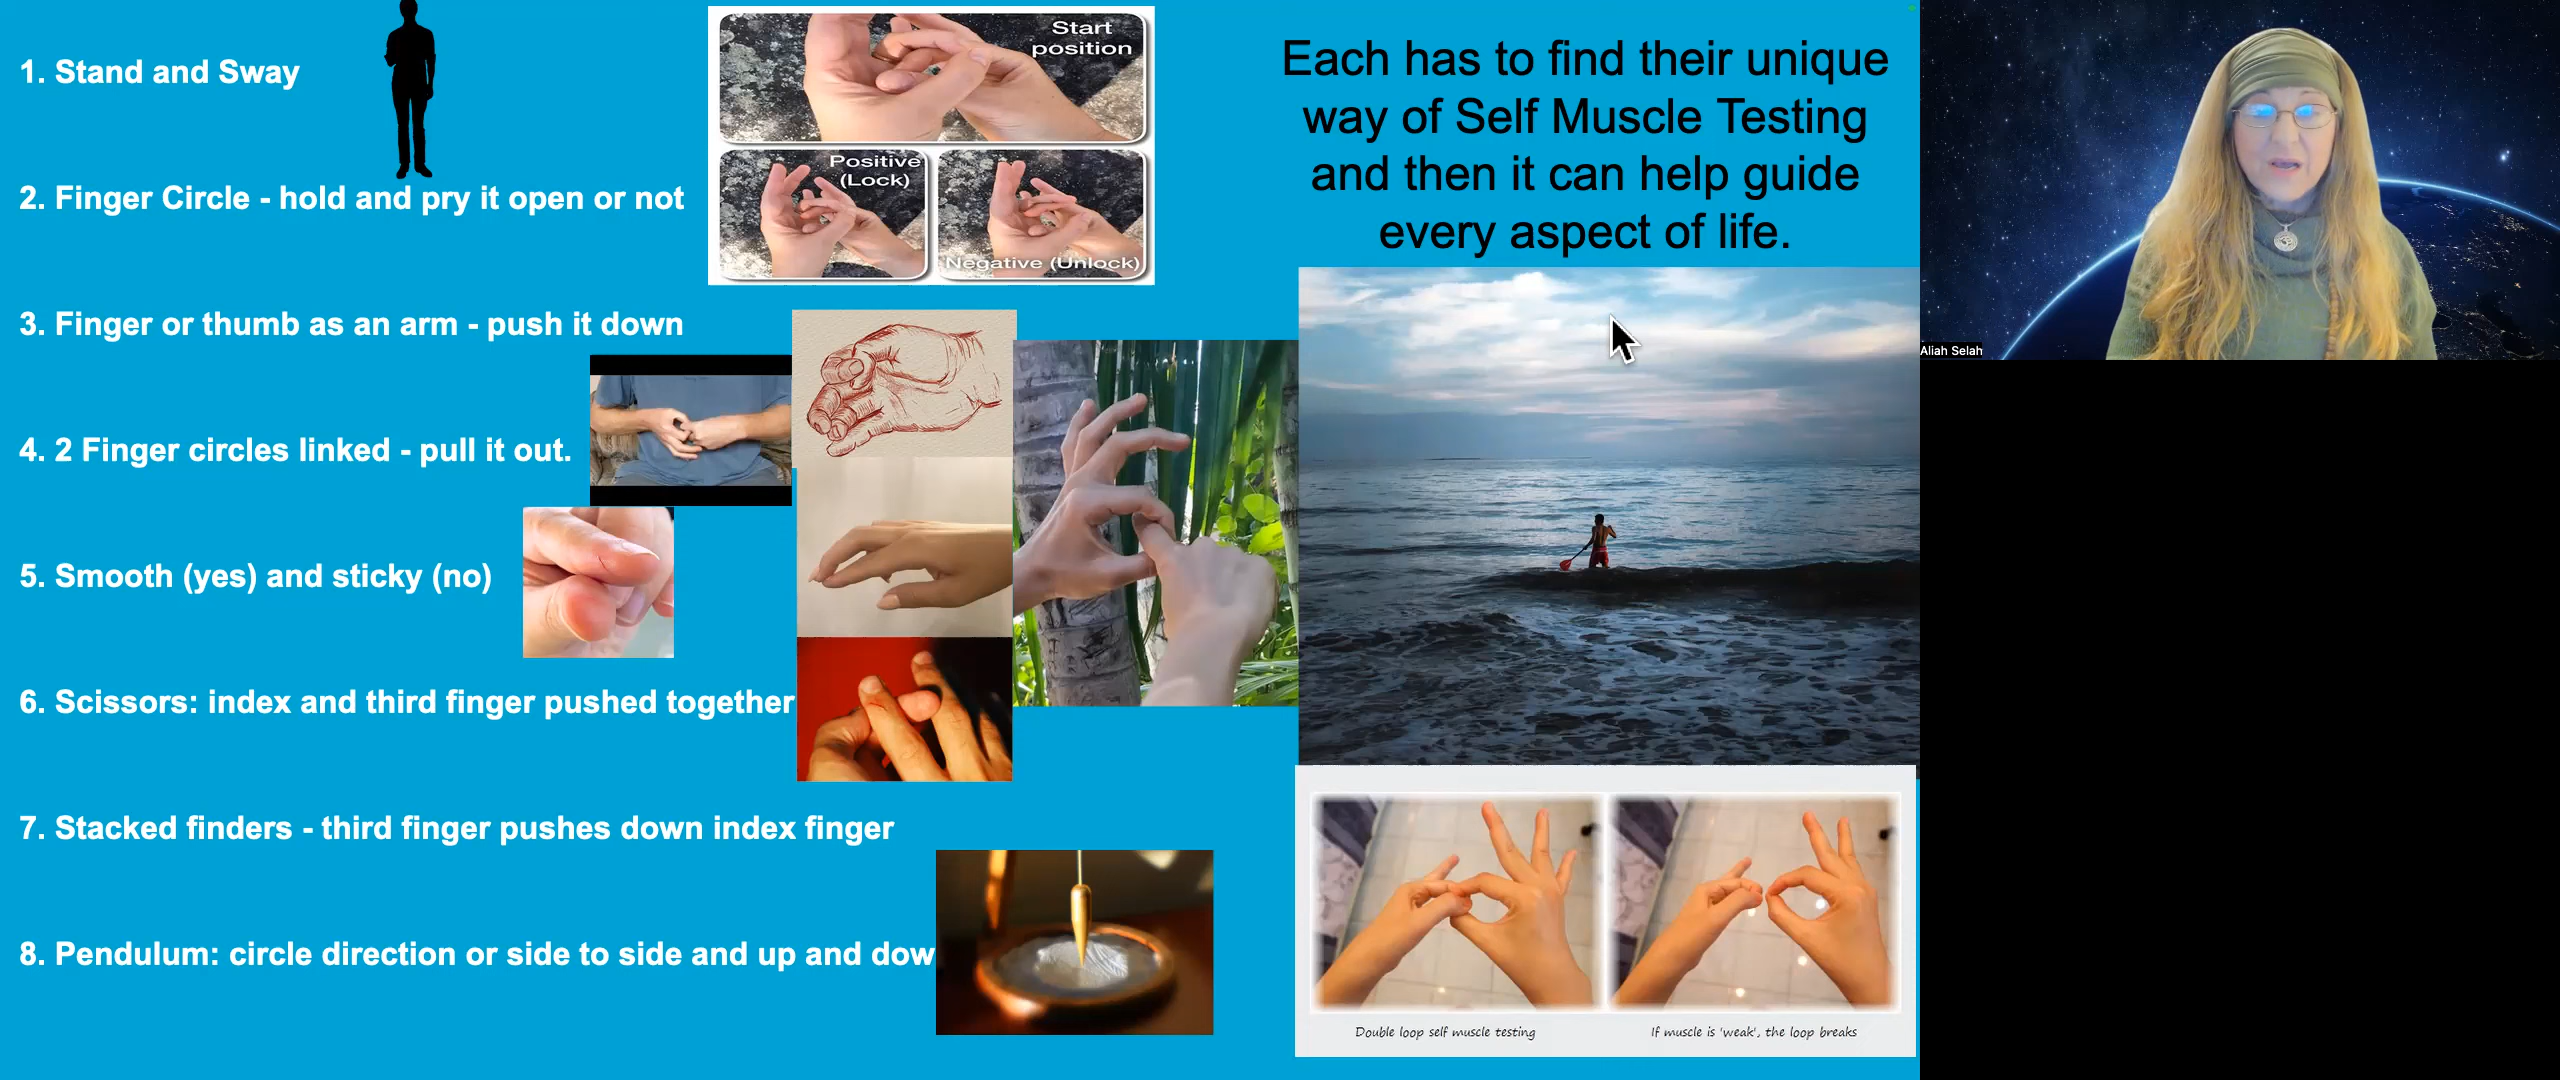 1. Stand and Sway
2. Finger Circle - hold and pry it open or not
3. Finger or thumb as an arm - push it down
4. 2 Finger circles linked - pull it out.
5. Smooth (yes) and sticky (no)
6. Scissors: index and third finger pushed together
7. Stacked finders - third finger pushes down index finger
8. Pendulum: circle direction or side to side and up and dow
Start
position
Positive
(Lock)
Negative (Unlock)
Each has to find their unique
way of Self Muscle Testing
and then it can help guide
every aspect of life.
Double loop self muscle testing
If muscle is 'weak', the loop breaks
Aliah Selah